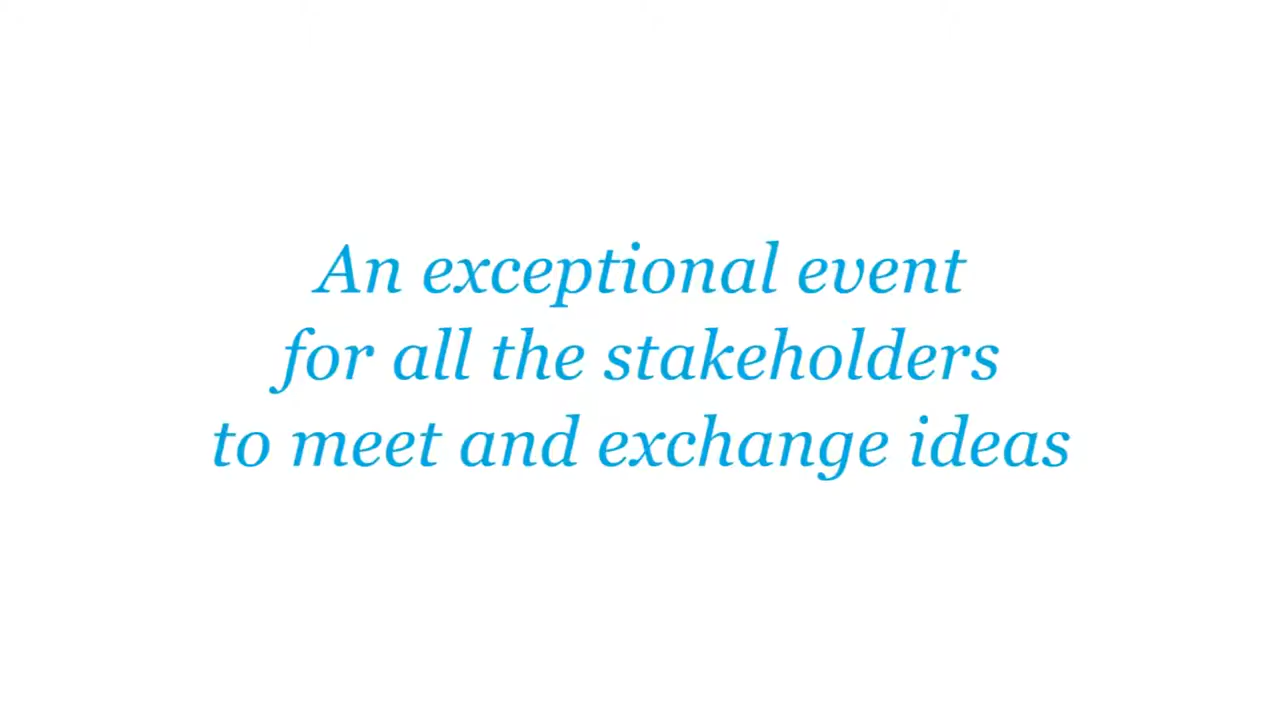 An exceptional event
for all the stakeholders
to meet and exchange ideas